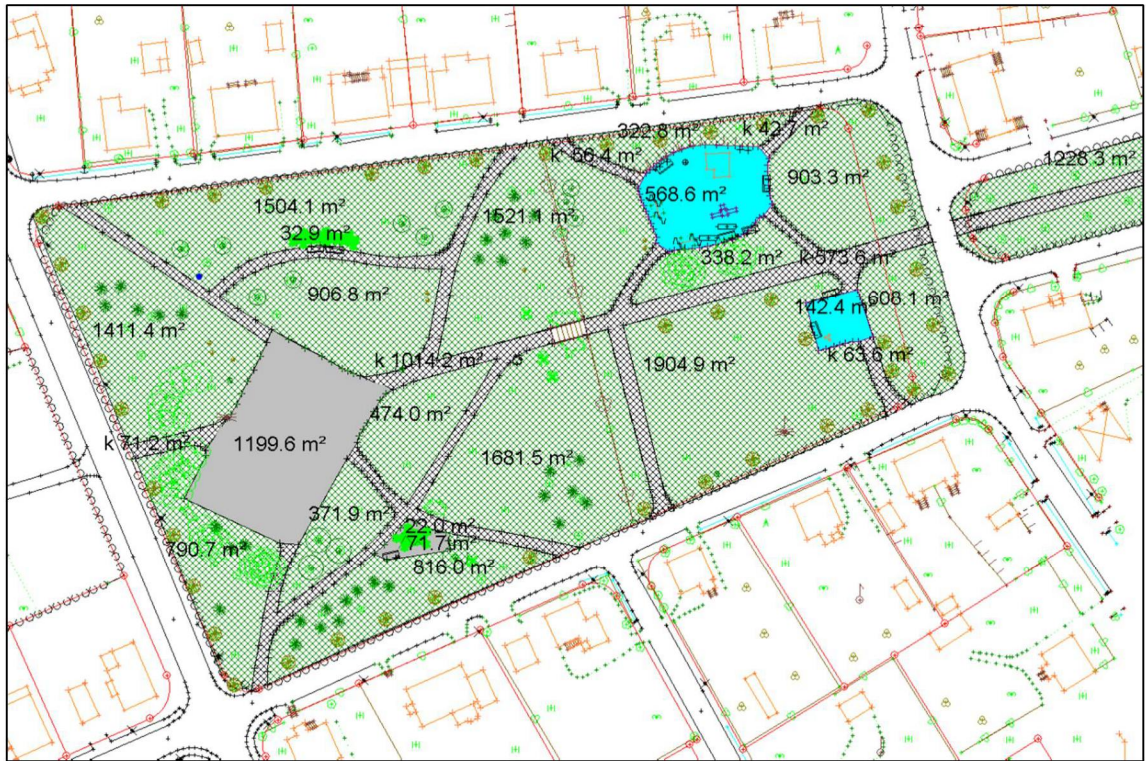 322.8 m²
k 42.7 m²
k 56.4 m²
1228.3 m²
903.3 m²
568.6 m²
1504.1 m²
1521.1 m²
32.9 m²
338.2 m²
k 573.6 m²
906.8 m²
142.4 m²
608.1 m²
1411.4 m²
k 63.6 m²
k 1014.2 m²
1904.9 m²
474.0 m²
k 71.2 m²
1199.6 m²
1681.5 m²
371.9 m²
22.0 m²
71.7 m²
790.7 m²
816.0 m²